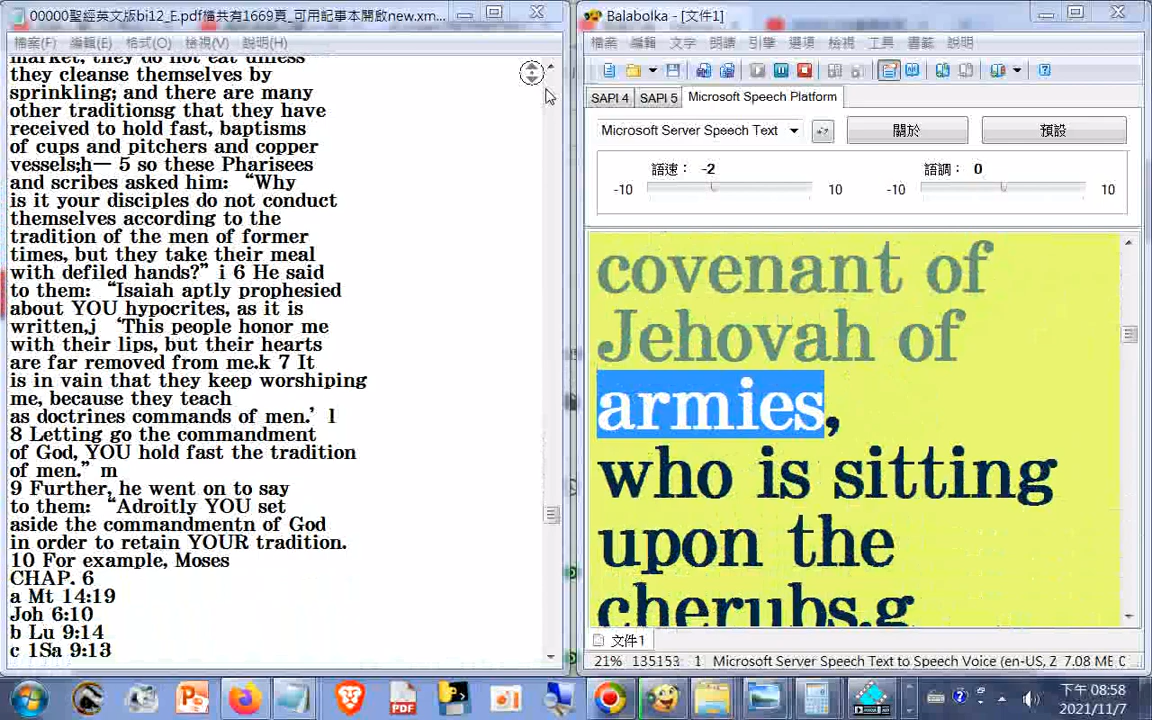 00000聖經英文版bi12_E.pdf檔共有1669頁_可用記事本開啟new.xm...
檔案(F) 編輯(E) 格式(O) 檢視(V) 說明(H)
market, they do not eat unless
they cleanse themselves by
sprinkling; and there are many
other traditionsg that they have
received to hold fast, baptisms
of cups and pitchers and copper
vessels;h— 5 so these Pharisees
and scribes asked him: “Why
is it your disciples do not conduct
themselves according to the
tradition of the men of former
times, but they take their meal
with defiled hands?” i 6 He said
to them: “Isaiah aptly prophesied
about YOU hypocrites, as it is
written,j ‘This people honor me
with their lips, but their hearts
are far removed from me.k 7 It
is in vain that they keep worshiping
me, because they teach
as doctrines commands of men.’ l
8 Letting go the commandment
of God, YOU hold fast the tradition
of men.” m
9 Further, he went on to say
to them: “Adroitly YOU set
aside the commandmentn of God
in order to retain YOUR tradition.
10 For example, Moses
CHAP. 6
a Mt 14:19
Joh 6:10
b Lu 9:14
c 1Sa 9:13
Balabolka - [文件1]
檔案 編輯 文字 朗讀 引擎 選項 檢視 工具 書籤 說明
SAPI 4 SAPI 5 Microsoft Speech Platform
Microsoft Server Speech Text 關於 預設
語速: -2 語調: 0
-10 10 -10 10
covenant of
Jehovah of
armies,
who is sitting
upon the
cherubs.g
文件1
21% 135153: 1 Microsoft Server Speech Text to Speech Voice (en-US, Z 7.08 ME C
PDF
下午 08:58
2021/11/7